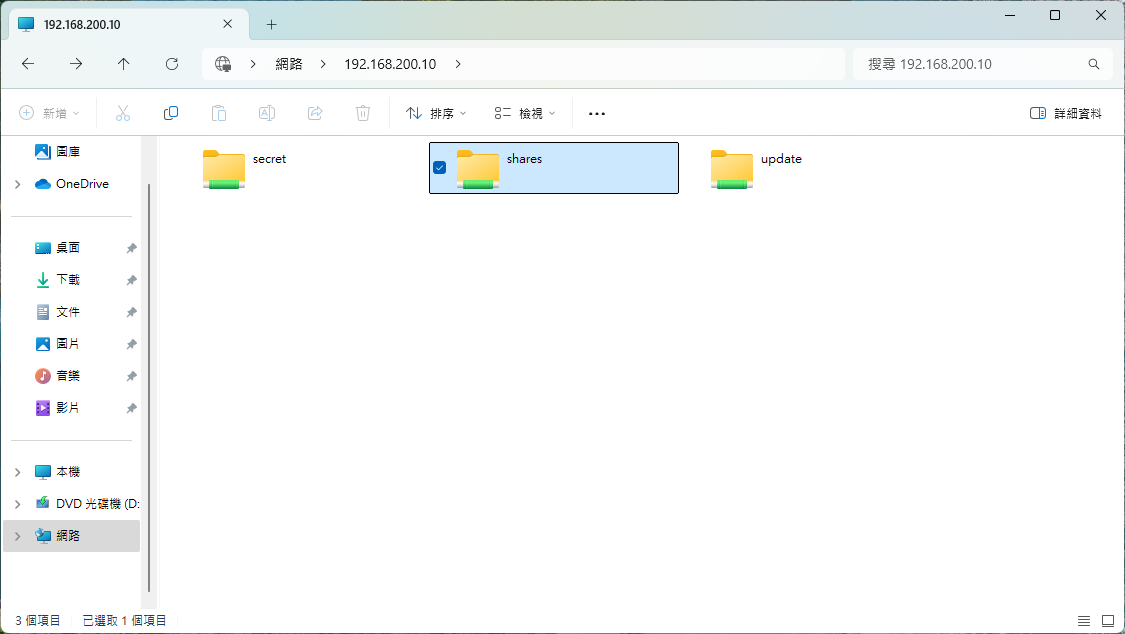 192.168.200.10
網路
192.168.200.10
搜尋 192.168.200.10
新增
排序
檢視
詳細資料
圖庫
OneDrive
桌面
下載
文件
圖片
音樂
影片
本機
DVD 光碟機 (D:
網路
secret
shares
update
3 個項目
已選取 1 個項目